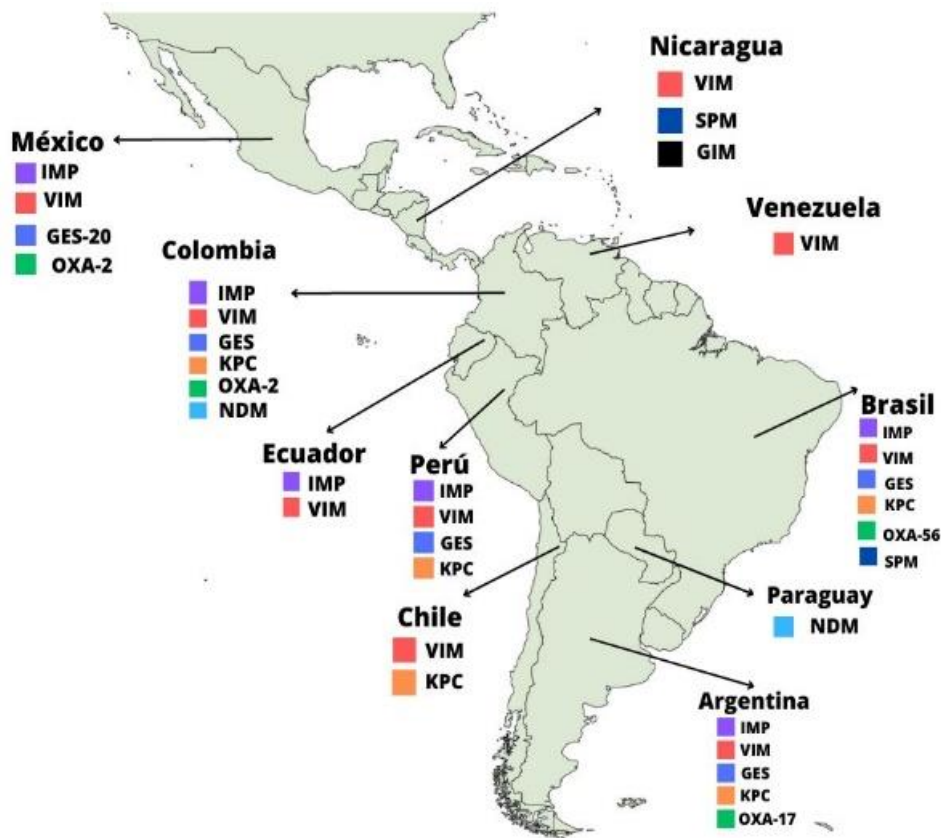 Nicaragua
VIM
SPM
GIM
México
IMP
VIM
GES-20
OXA-2
Venezuela
VIM
Colombia
IMP
VIM
GES
KPC
OXA-2
NDM
Brasil
IMP
VIM
GES
KPC
OXA-56
SPM
Ecuador
IMP
VIM
Perú
IMP
VIM
GES
KPC
Paraguay
NDM
Chile
VIM
KPC
Argentina
IMP
VIM
GES
KPC
OXA-17